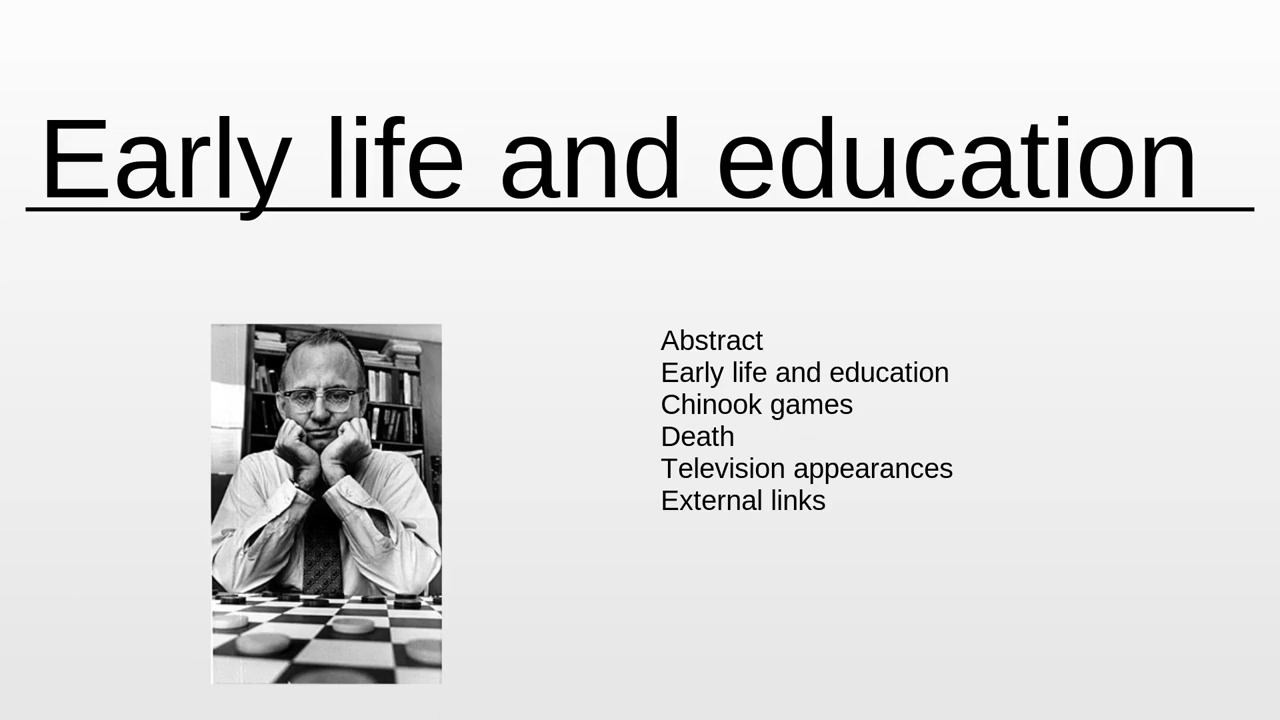 Early life and education
Abstract
Early life and education
Chinook games
Death
Television appearances
External links